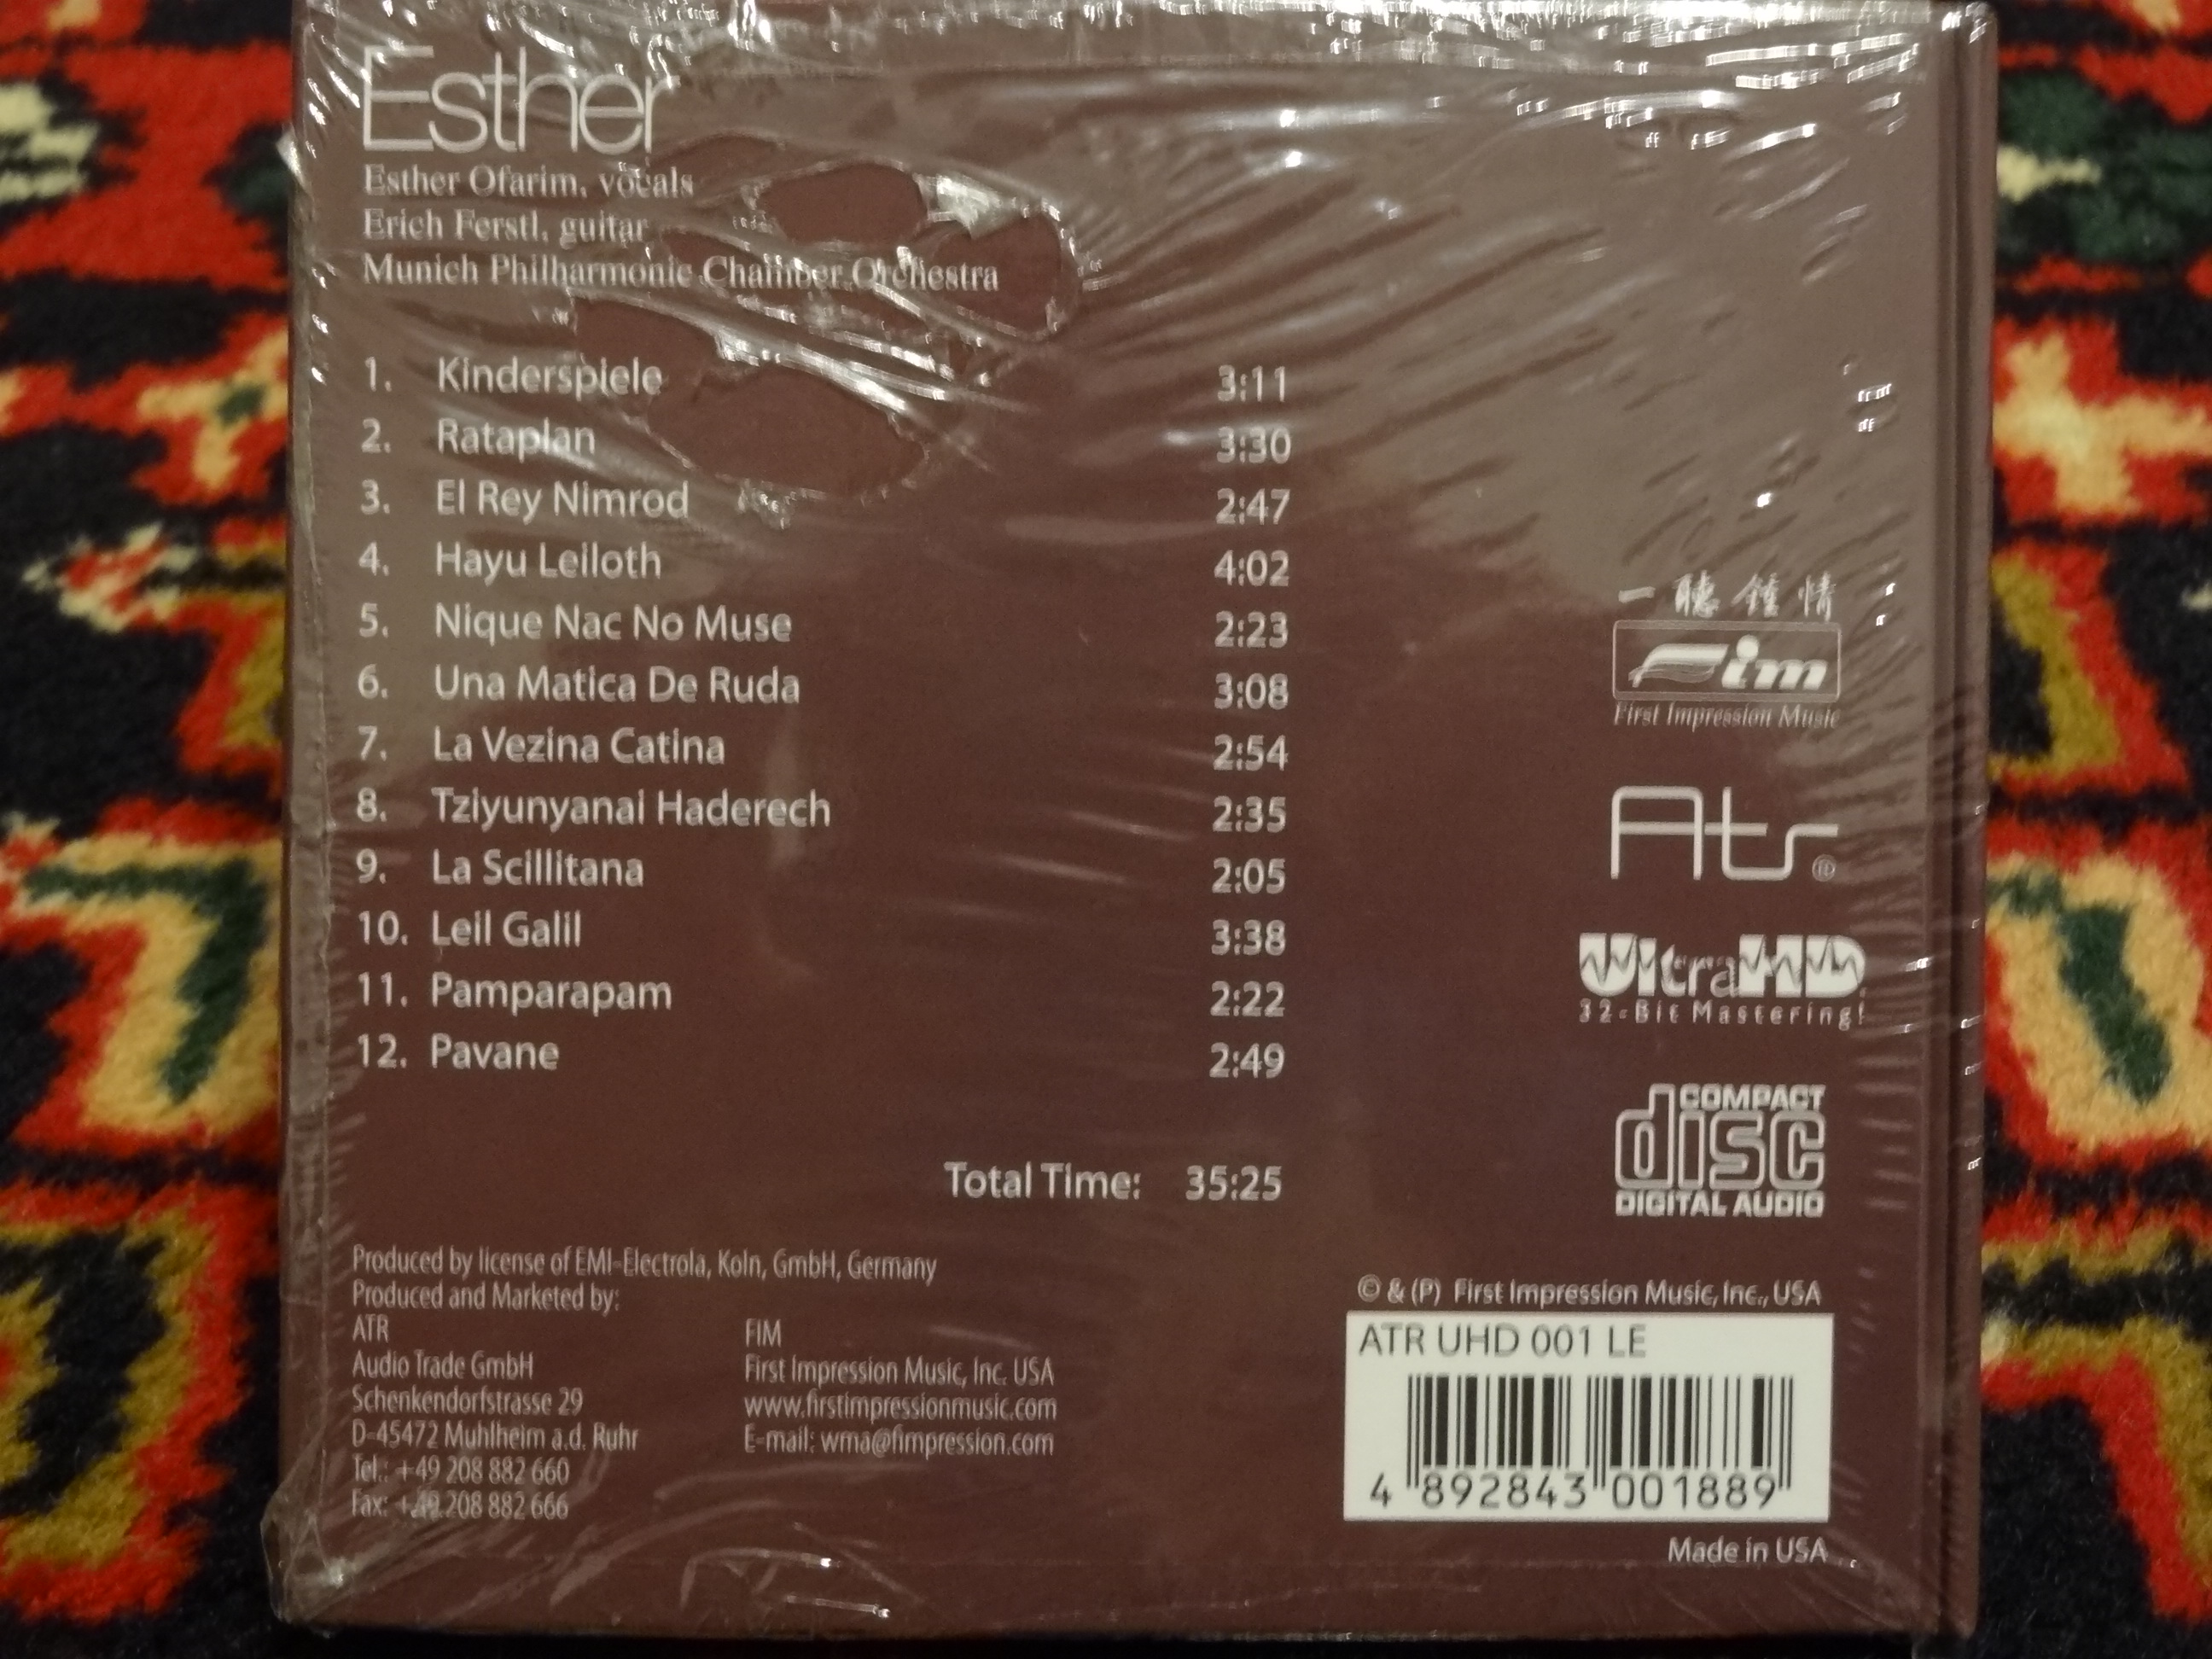 Esther
Esther Ofarim, vocals
Erich Ferstl, guitar
Munich Philharmonic Chamber Orchestra
1. Kinderspiele 3:11
2. Rataplan 3:30
3. El Rey Nimrod 2:47
4. Hayu Leiloth 4:02
5. Nique Nac No Muse 2:23
6. Una Matica De Ruda 3:08
7. La Vezina Catina 2:54
8. Tziyunyanai Haderech 2:35
9. La Scillitana 2:05
10. Leil Galil 3:38
11. Pamparapam 2:22
12. Pavane 2:49
Total Time: 35:25
一聽鍾情
Fim
First Impression Music
Atr®
UltraHD
32-Bit Mastering!
COMPACT
disc
DIGITAL AUDIO
Produced by license of EMI-Electrola, Koln, GmbH, Germany
Produced and Marketed by:
ATR
Audio Trade GmbH
Schenkendorfstrasse 29
D-45472 Muhlheim a.d. Ruhr
Tel.: +49 208 882 660
Fax: +49 208 882 666
FIM
First Impression Music, Inc. USA
www.firstimpressionmusic.com
E-mail: wma@fimpression.com
© & (P) First Impression Music, Inc., USA
ATR UHD 001 LE
4 892843 001889
Made in USA